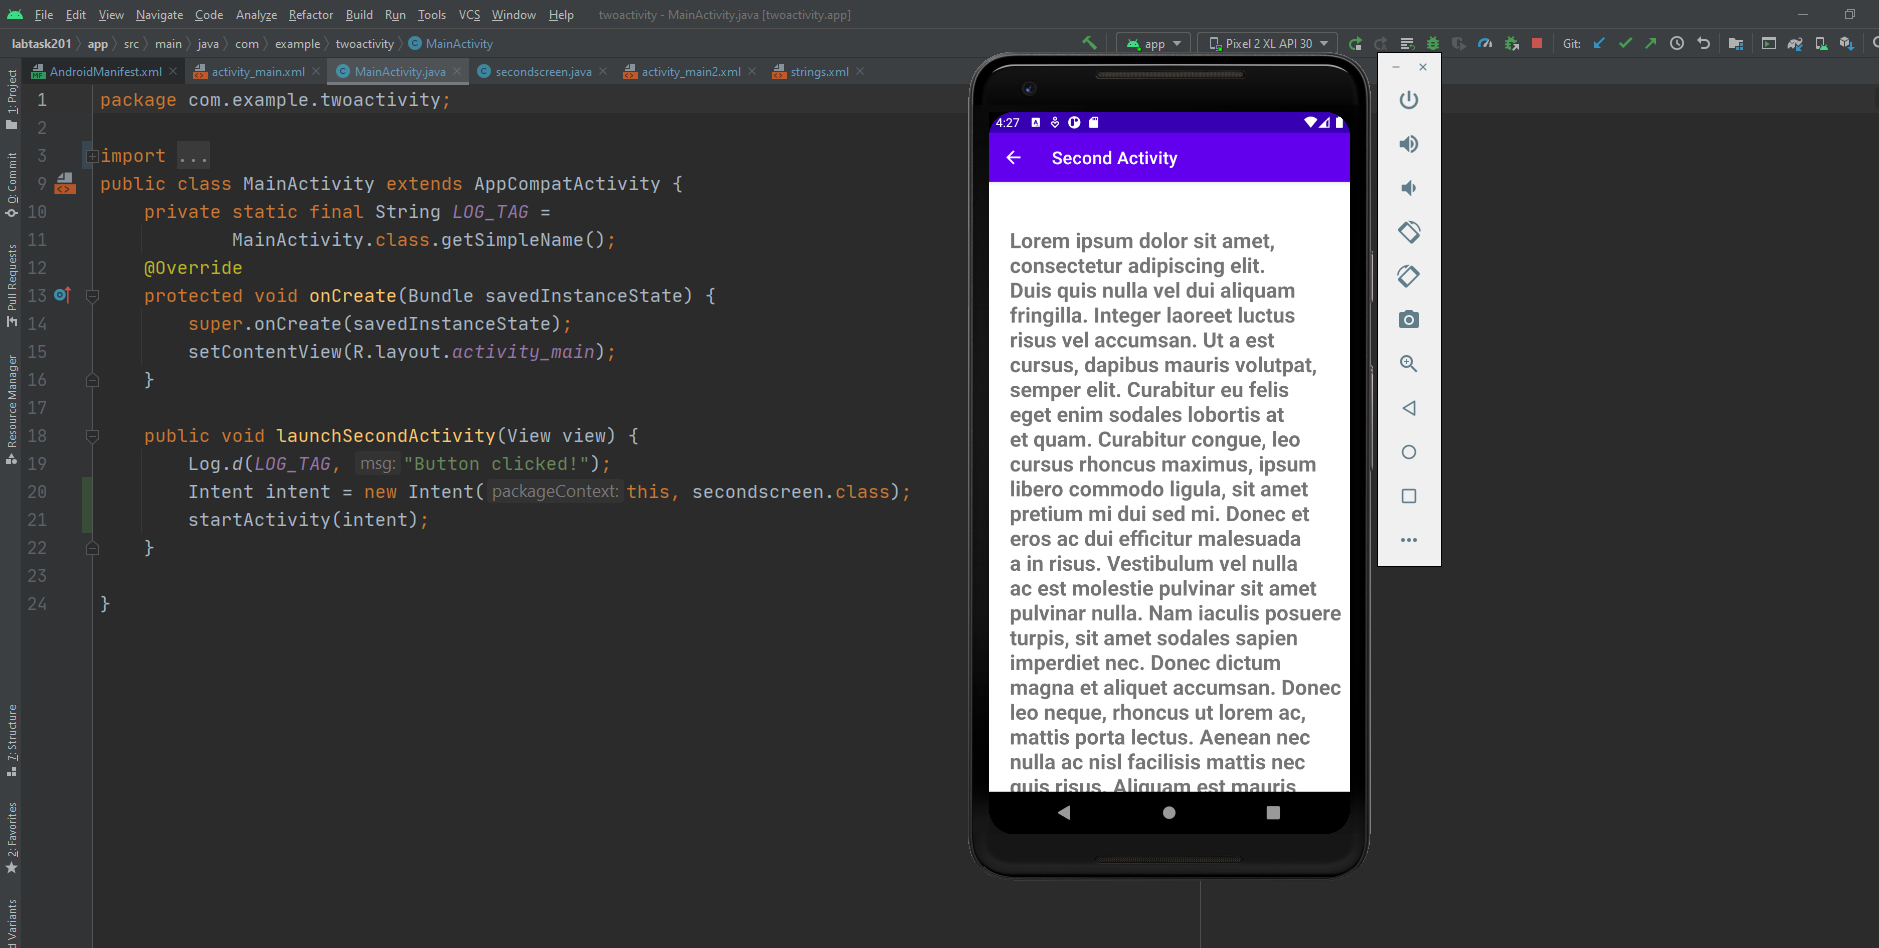 File Edit View Navigate Code Analyze Refactor Build Run Tools VCS Window Help twoactivity - MainActivity.java [twoactivity.app]
labtask201 app src main java com example twoactivity MainActivity app Pixel 2 XL API 30 Git:
AndroidManifest.xml activity_main.xml MainActivity.java secondscreen.java activity_main2.xml strings.xml
1: Project
0: Commit
Pull Requests
Resource Manager
7: Structure
2: Favorites
d Variants
1 package com.example.twoactivity;
2
3 import ...
9 public class MainActivity extends AppCompatActivity {
10 private static final String LOG_TAG =
11 MainActivity.class.getSimpleName();
12 @Override
13 protected void onCreate(Bundle savedInstanceState) {
14 super.onCreate(savedInstanceState);
15 setContentView(R.layout.activity_main);
16 }
17
18 public void launchSecondActivity(View view) {
19 Log.d(LOG_TAG, msg: "Button clicked!");
20 Intent intent = new Intent( packageContext: this, secondscreen.class);
21 startActivity(intent);
22 }
23
24 }
4:27
Second Activity
Lorem ipsum dolor sit amet,
consectetur adipiscing elit.
Duis quis nulla vel dui aliquam
fringilla. Integer laoreet luctus
risus vel accumsan. Ut a est
cursus, dapibus mauris volutpat,
semper elit. Curabitur eu felis
eget enim sodales lobortis at
et quam. Curabitur congue, leo
cursus rhoncus maximus, ipsum
libero commodo ligula, sit amet
pretium mi dui sed mi. Donec et
eros ac dui efficitur malesuada
a in risus. Vestibulum vel nulla
ac est molestie pulvinar sit amet
pulvinar nulla. Nam iaculis posuere
turpis, sit amet sodales sapien
imperdiet nec. Donec dictum
magna et aliquet accumsan. Donec
leo neque, rhoncus ut lorem ac,
mattis porta lectus. Aenean nec
nulla ac nisl facilisis mattis nec
quis risus. Aliquam est mauris